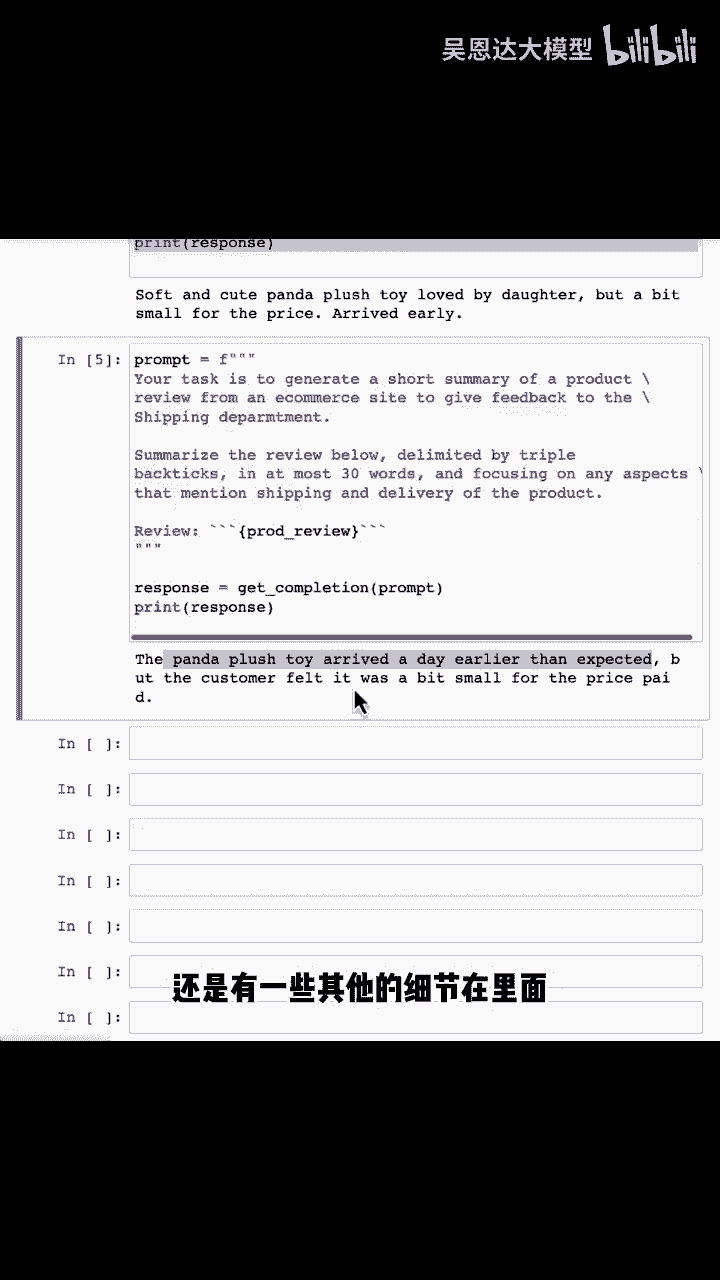 吴恩达大模型 bilibili
print(response)
Soft and cute panda plush toy loved by daughter, but a bit
small for the price. Arrived early.
In [5]: prompt = f"""
Your task is to generate a short summary of a product \
review from an ecommerce site to give feedback to the \
Shipping deparmtment.
Summarize the review below, delimited by triple
backticks, in at most 30 words, and focusing on any aspects \
that mention shipping and delivery of the product.
Review: ```{prod_review}```
"""
response = get_completion(prompt)
print(response)
The panda plush toy arrived a day earlier than expected, b
ut the customer felt it was a bit small for the price pai
d.
In [ ]:
In [ ]:
In [ ]:
In [ ]:
In [ ]:
In [ ]:
还是有一些其他的细节在里面
In [ ]: